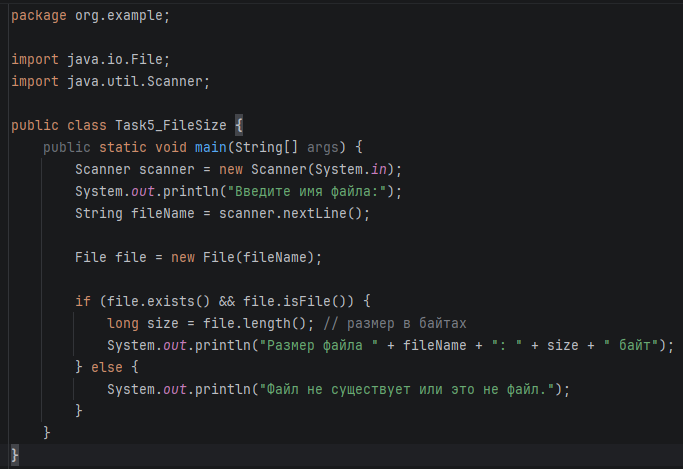 package org.example;

import java.io.File;
import java.util.Scanner;

public class Task5_FileSize {
    public static void main(String[] args) {
        Scanner scanner = new Scanner(System.in);
        System.out.println("Введите имя файла:");
        String fileName = scanner.nextLine();

        File file = new File(fileName);

        if (file.exists() && file.isFile()) {
            long size = file.length(); // размер в байтах
            System.out.println("Размер файла " + fileName + ": " + size + " байт");
        } else {
            System.out.println("Файл не существует или это не файл.");
        }
    }
}